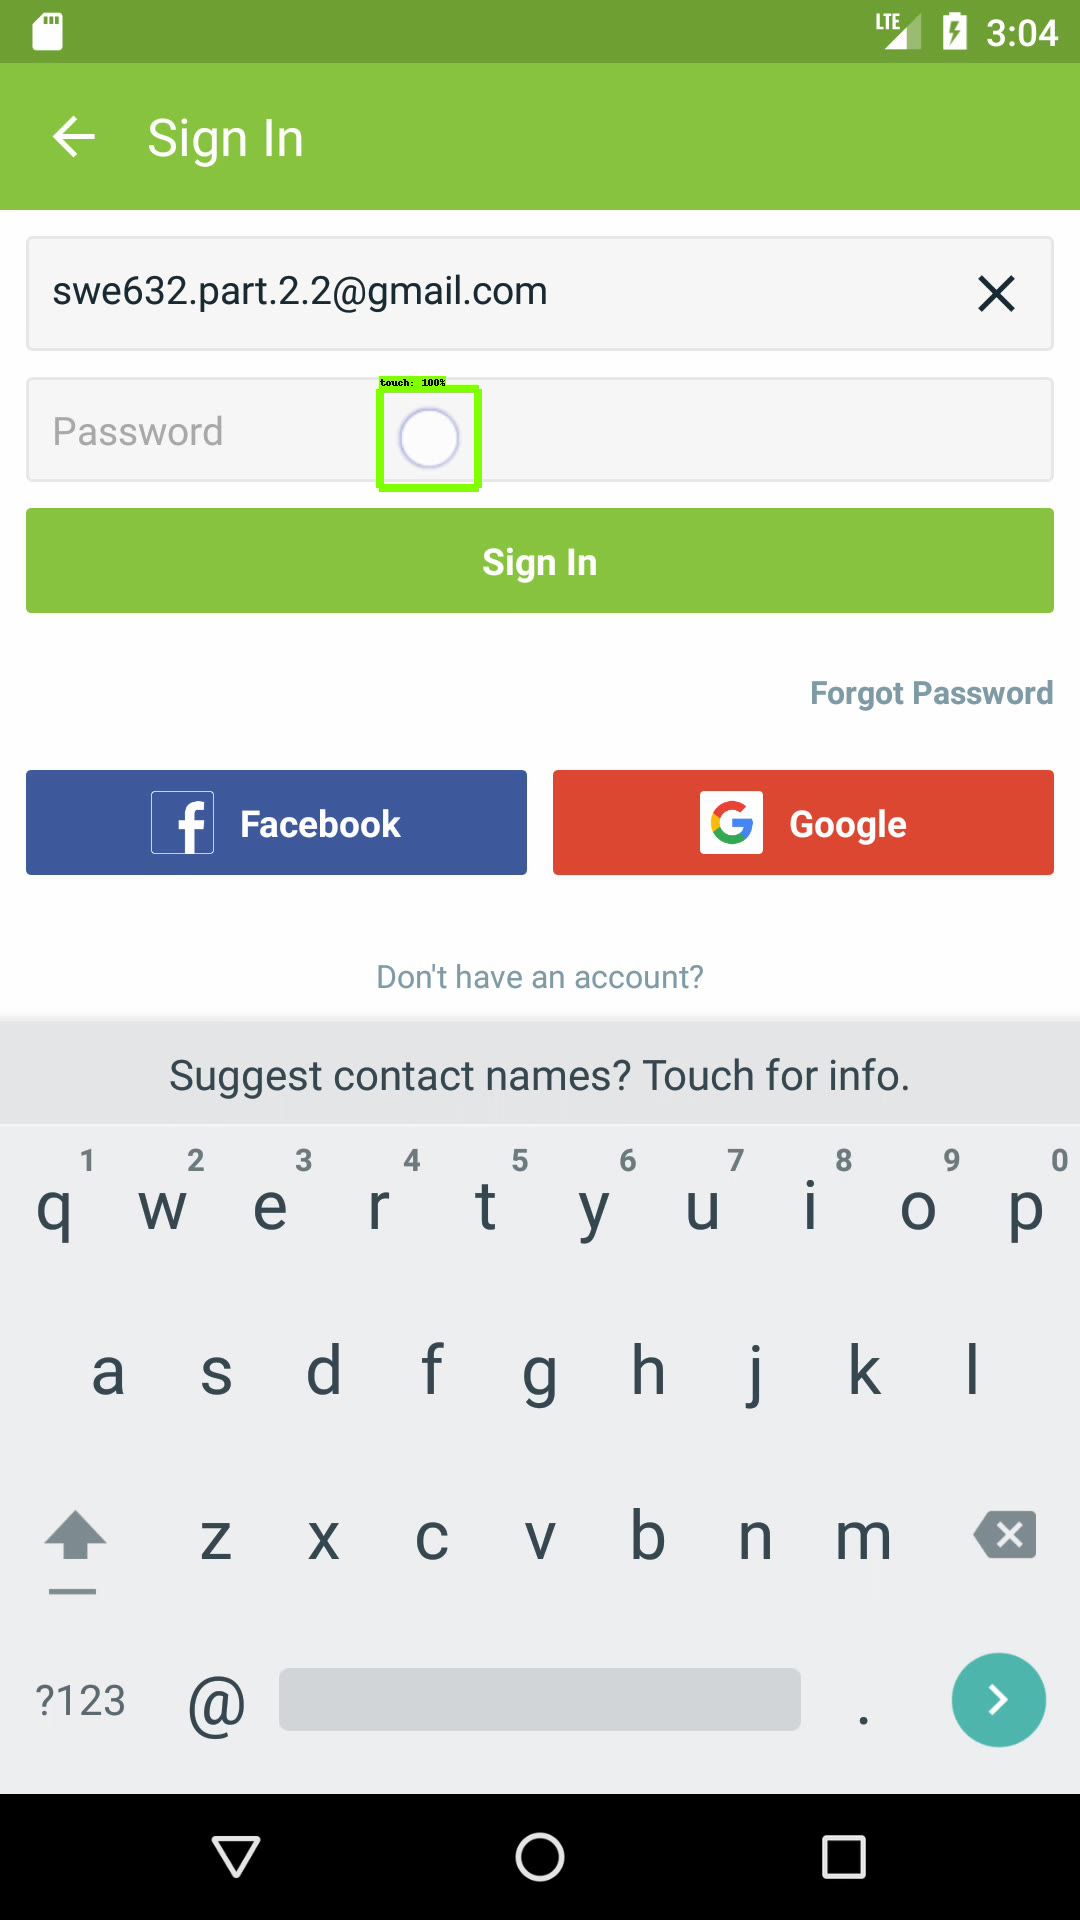 LTE 3:04
Sign In
swe632.part.2.2@gmail.com
touch: 100%
Password
Sign In
Forgot Password
Facebook Google
Don't have an account?
Suggest contact names? Touch for info.
1 2 3 4 5 6 7 8 9 0
q w e r t y u i o p
a s d f g h j k l
z x c v b n m
?123 @ .